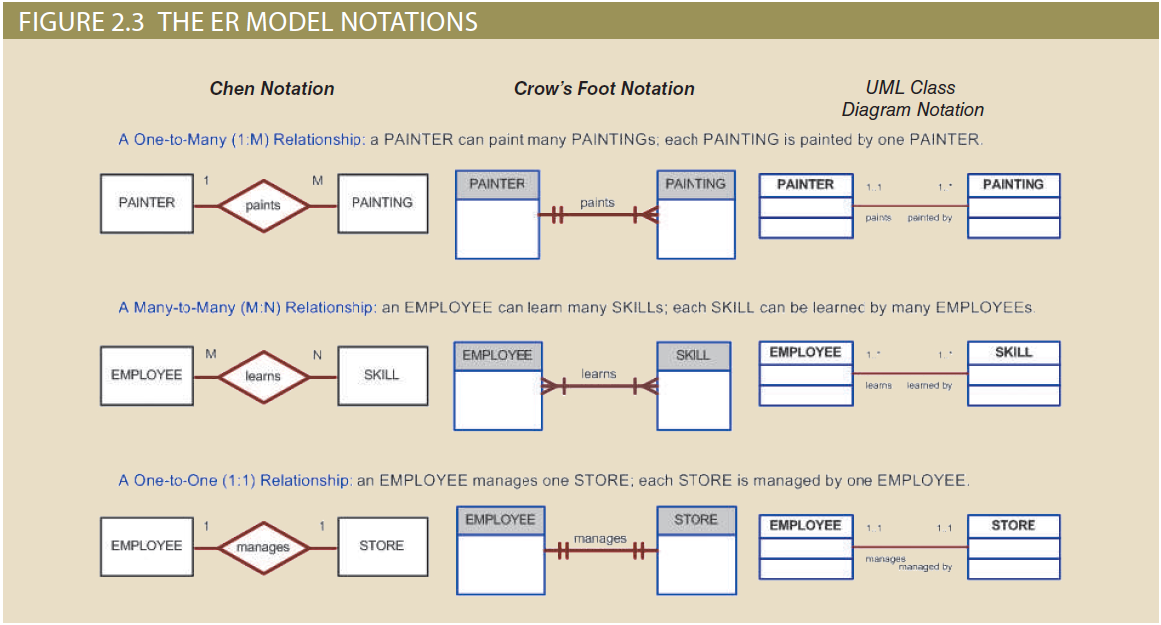 FIGURE 2.3 THE ER MODEL NOTATIONS
Chen Notation
Crow's Foot Notation
UML Class
Diagram Notation
A One-to-Many (1:M) Relationship: a PAINTER can paint many PAINTINGs; each PAINTING is painted by one PAINTER.
PAINTER 1 paints M PAINTING
PAINTER paints PAINTING
PAINTER 1..1 1..* PAINTING
paints painted by
A Many-to-Many (M:N) Relationship: an EMPLOYEE can learn many SKILLs; each SKILL can be learned by many EMPLOYEEs.
EMPLOYEE M learns N SKILL
EMPLOYEE learns SKILL
EMPLOYEE 1..* 1..* SKILL
learns learned by
A One-to-One (1:1) Relationship: an EMPLOYEE manages one STORE; each STORE is managed by one EMPLOYEE.
EMPLOYEE 1 manages 1 STORE
EMPLOYEE manages STORE
EMPLOYEE 1..1 1..1 STORE
manages
managed by